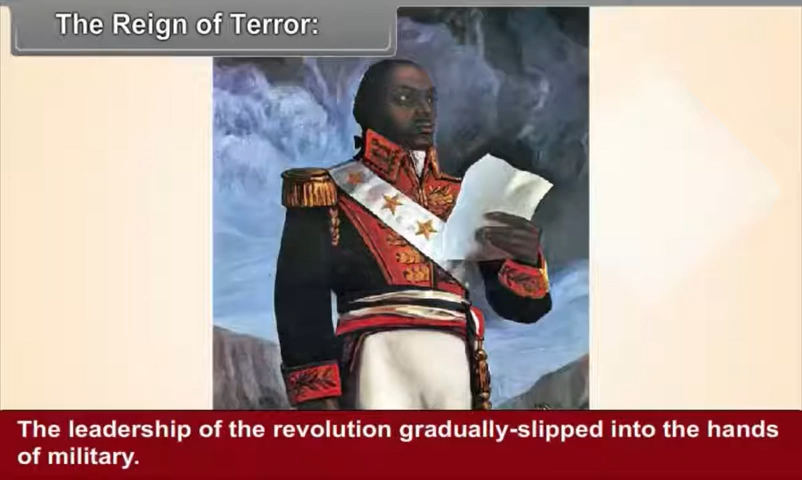 The Reign of Terror:
The leadership of the revolution gradually-slipped into the hands
of military.